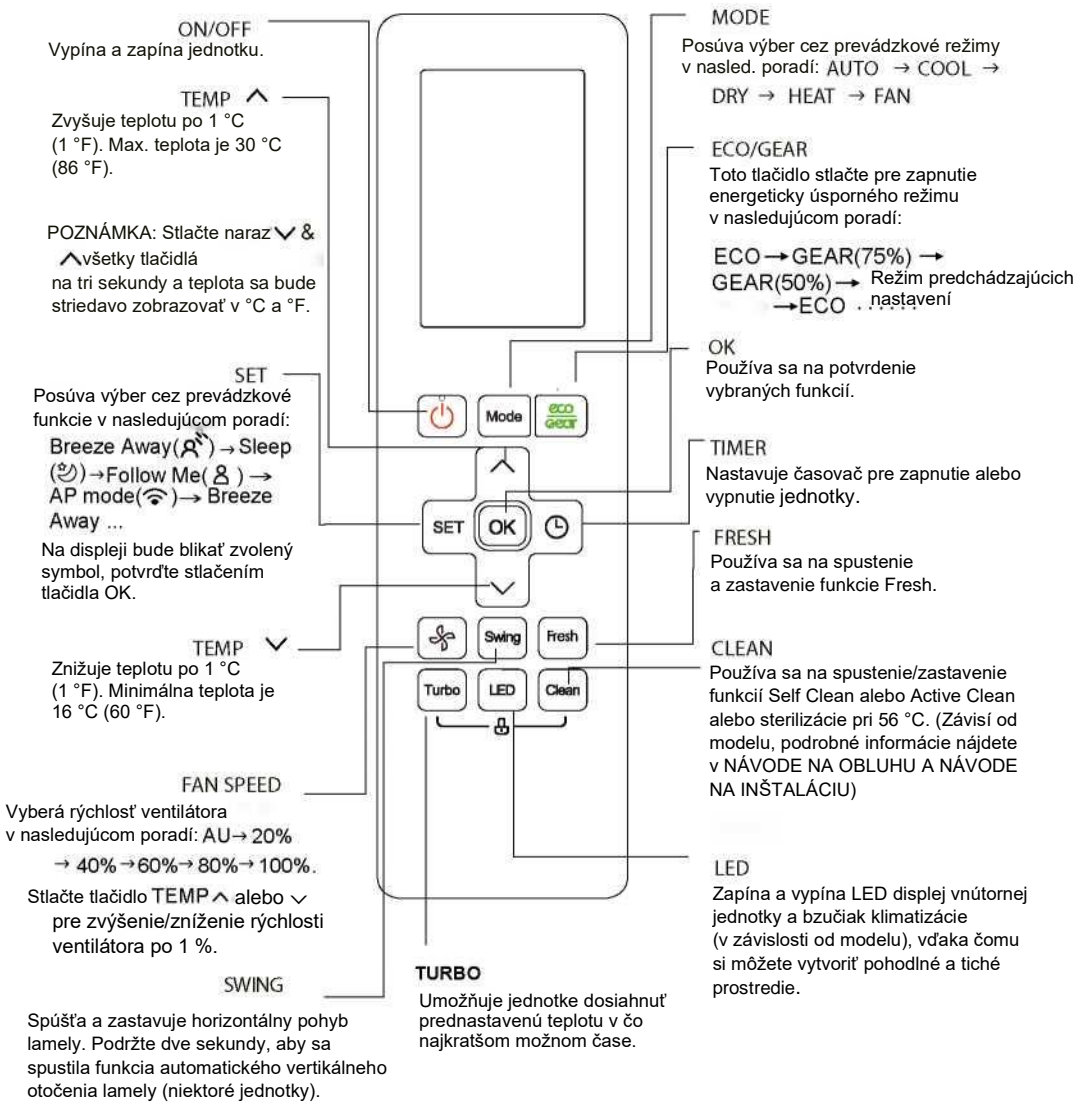 ON/OFF
Vypína a zapína jednotku.
TEMP ∧
Zvyšuje teplotu po 1 °C
(1 °F). Max. teplota je 30 °C
(86 °F).
POZNÁMKA: Stlačte naraz ∨ &
∧ všetky tlačidlá
na tri sekundy a teplota sa bude
striedavo zobrazovať v °C a °F.
SET
Posúva výber cez prevádzkové
funkcie v nasledujúcom poradí:
Breeze Away( ) → Sleep
( ) → Follow Me( ) →
AP mode( ) → Breeze
Away ...
Na displeji bude blikať zvolený
symbol, potvrďte stlačením
tlačidla OK.
TEMP ∨
Znižuje teplotu po 1 °C
(1 °F). Minimálna teplota je
16 °C (60 °F).
FAN SPEED
Vyberá rýchlosť ventilátora
v nasledujúcom poradí: AU→ 20%
→ 40% →60%→ 80%→ 100%.
Stlačte tlačidlo TEMP ∧ alebo ∨
pre zvýšenie/zníženie rýchlosti
ventilátora po 1 %.
SWING
Spúšťa a zastavuje horizontálny pohyb
lamely. Podržte dve sekundy, aby sa
spustila funkcia automatického vertikálneho
otočenia lamely (niektoré jednotky).
Mode
eco
Gear
SET
OK
Swing
Fresh
Turbo
LED
Clean
TURBO
Umožňuje jednotke dosiahnuť
prednastavenú teplotu v čo
najkratšom možnom čase.
MODE
Posúva výber cez prevádzkové režimy
v nasled. poradí: AUTO → COOL →
DRY → HEAT → FAN
ECO/GEAR
Toto tlačidlo stlačte pre zapnutie
energeticky úsporného režimu
v nasledujúcom poradí:
ECO → GEAR(75%) →
GEAR(50%) → Režim predchádzajúcich
nastavení
→ECO . . . . . .
OK
Používa sa na potvrdenie
vybraných funkcií.
TIMER
Nastavuje časovač pre zapnutie alebo
vypnutie jednotky.
FRESH
Používa sa na spustenie
a zastavenie funkcie Fresh.
CLEAN
Používa sa na spustenie/zastavenie
funkcií Self Clean alebo Active Clean
alebo sterilizácie pri 56 °C. (Závisí od
modelu, podrobné informácie nájdete
v NÁVODE NA OBLUHU A NÁVODE
NA INŠTALÁCIU)
LED
Zapína a vypína LED displej vnútornej
jednotky a bzučiak klimatizácie
(v závislosti od modelu), vďaka čomu
si môžete vytvoriť pohodlné a tiché
prostredie.